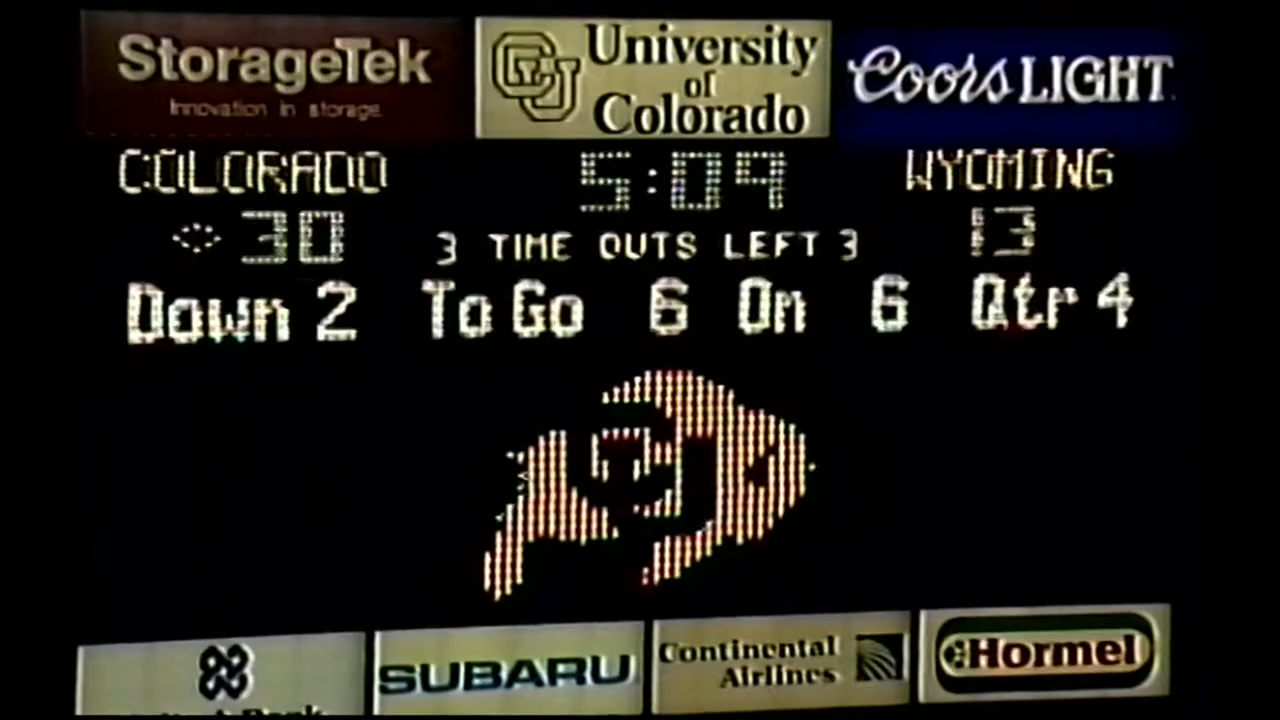 StorageTek
Innovation in storage.
CU
University
of
Colorado
Coors LIGHT
COLORADO
5:09
WYOMING
<> 30
3 TIME OUTS LEFT 3
13
Down 2 To Go 6 On 6 Qtr 4
CU
SUBARU
Continental
Airlines
Hormel